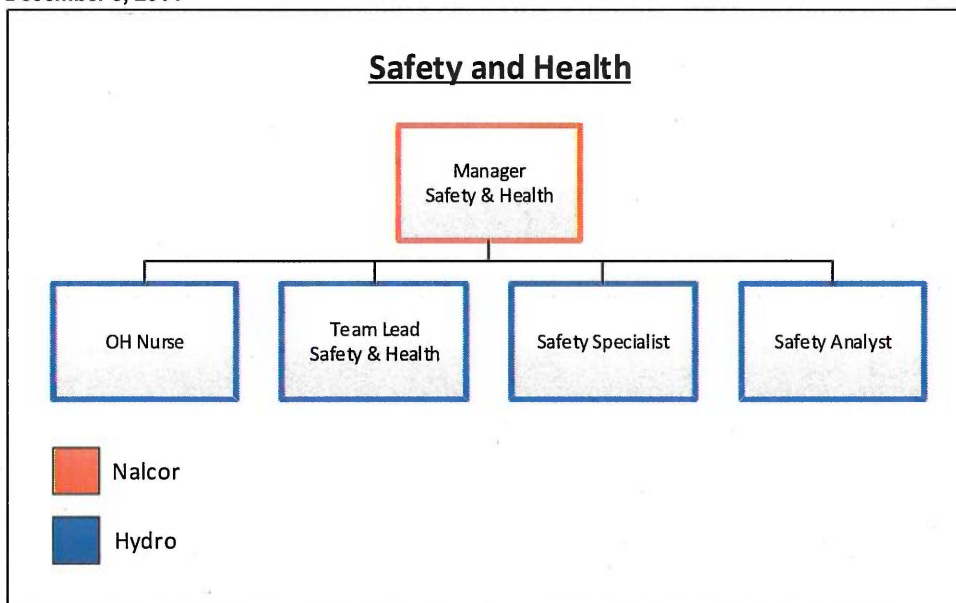 Safety and Health
Manager
Safety & Health
OH Nurse
Team Lead
Safety & Health
Safety Specialist
Safety Analyst
Nalcor
Hydro